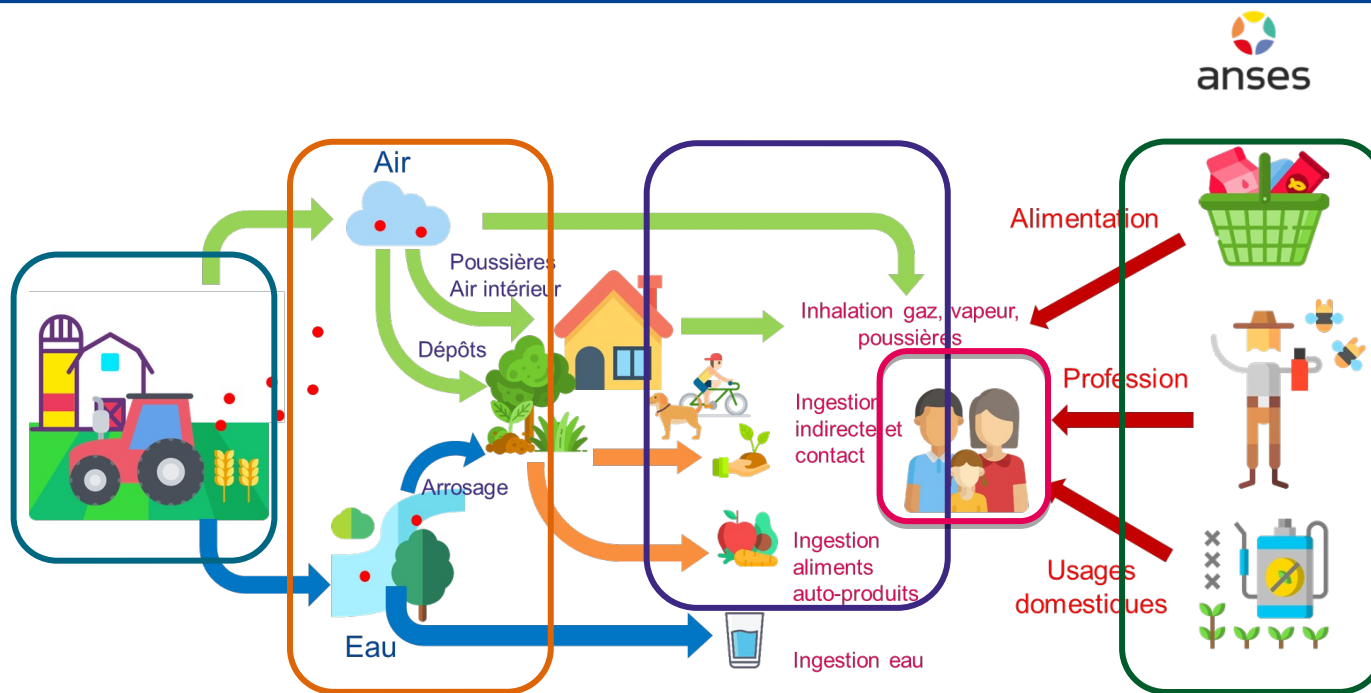 anses
Air
Poussières
Air intérieur
Dépôts
Arrosage
Eau
Inhalation gaz, vapeur,
poussières
Ingestion
indirecte et
contact
Ingestion
aliments
auto-produits
Ingestion eau
Alimentation
Profession
Usages
domestiques